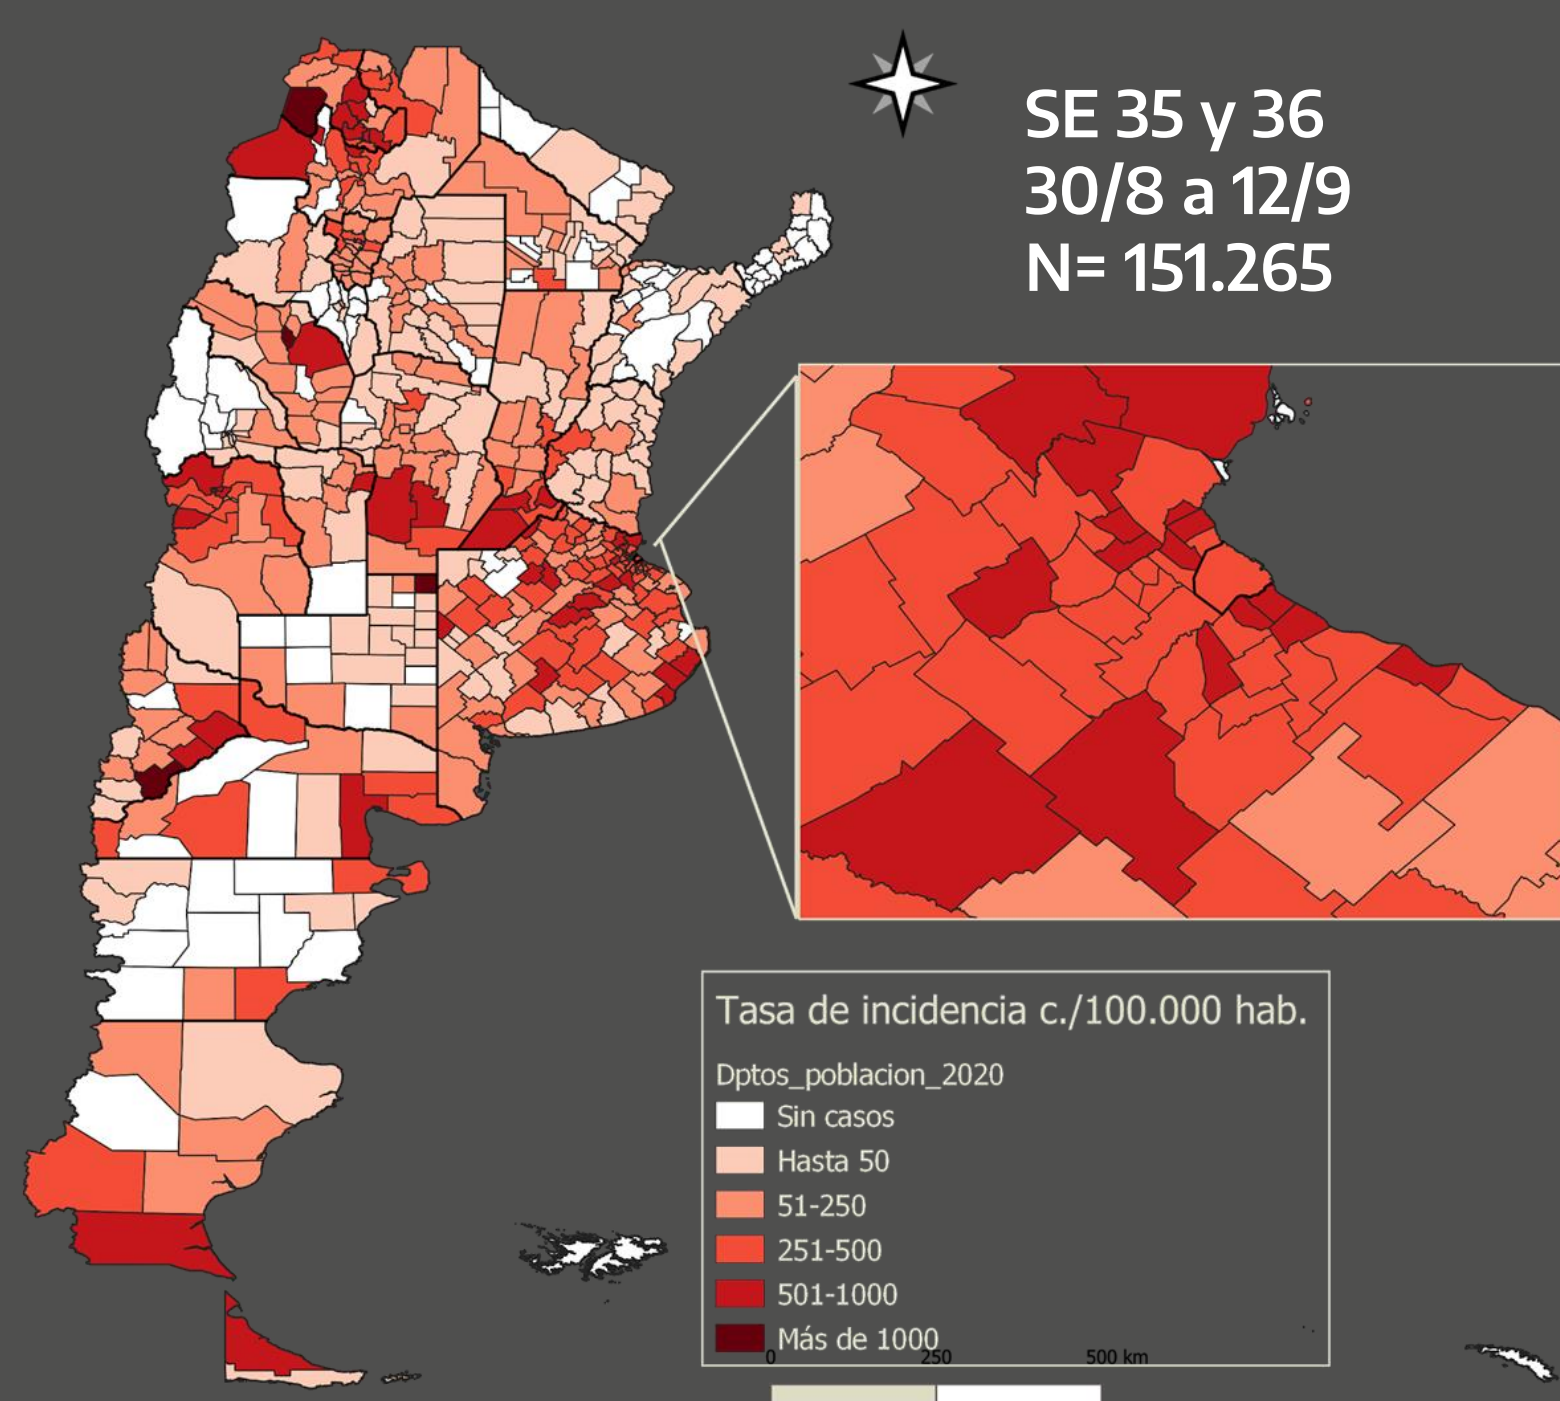 SE 35 y 36
30/8 a 12/9
N= 151.265
Tasa de incidencia c./100.000 hab.
Dptos_poblacion_2020
Sin casos
Hasta 50
51-250
251-500
501-1000
Más de 1000
0 250 500 km